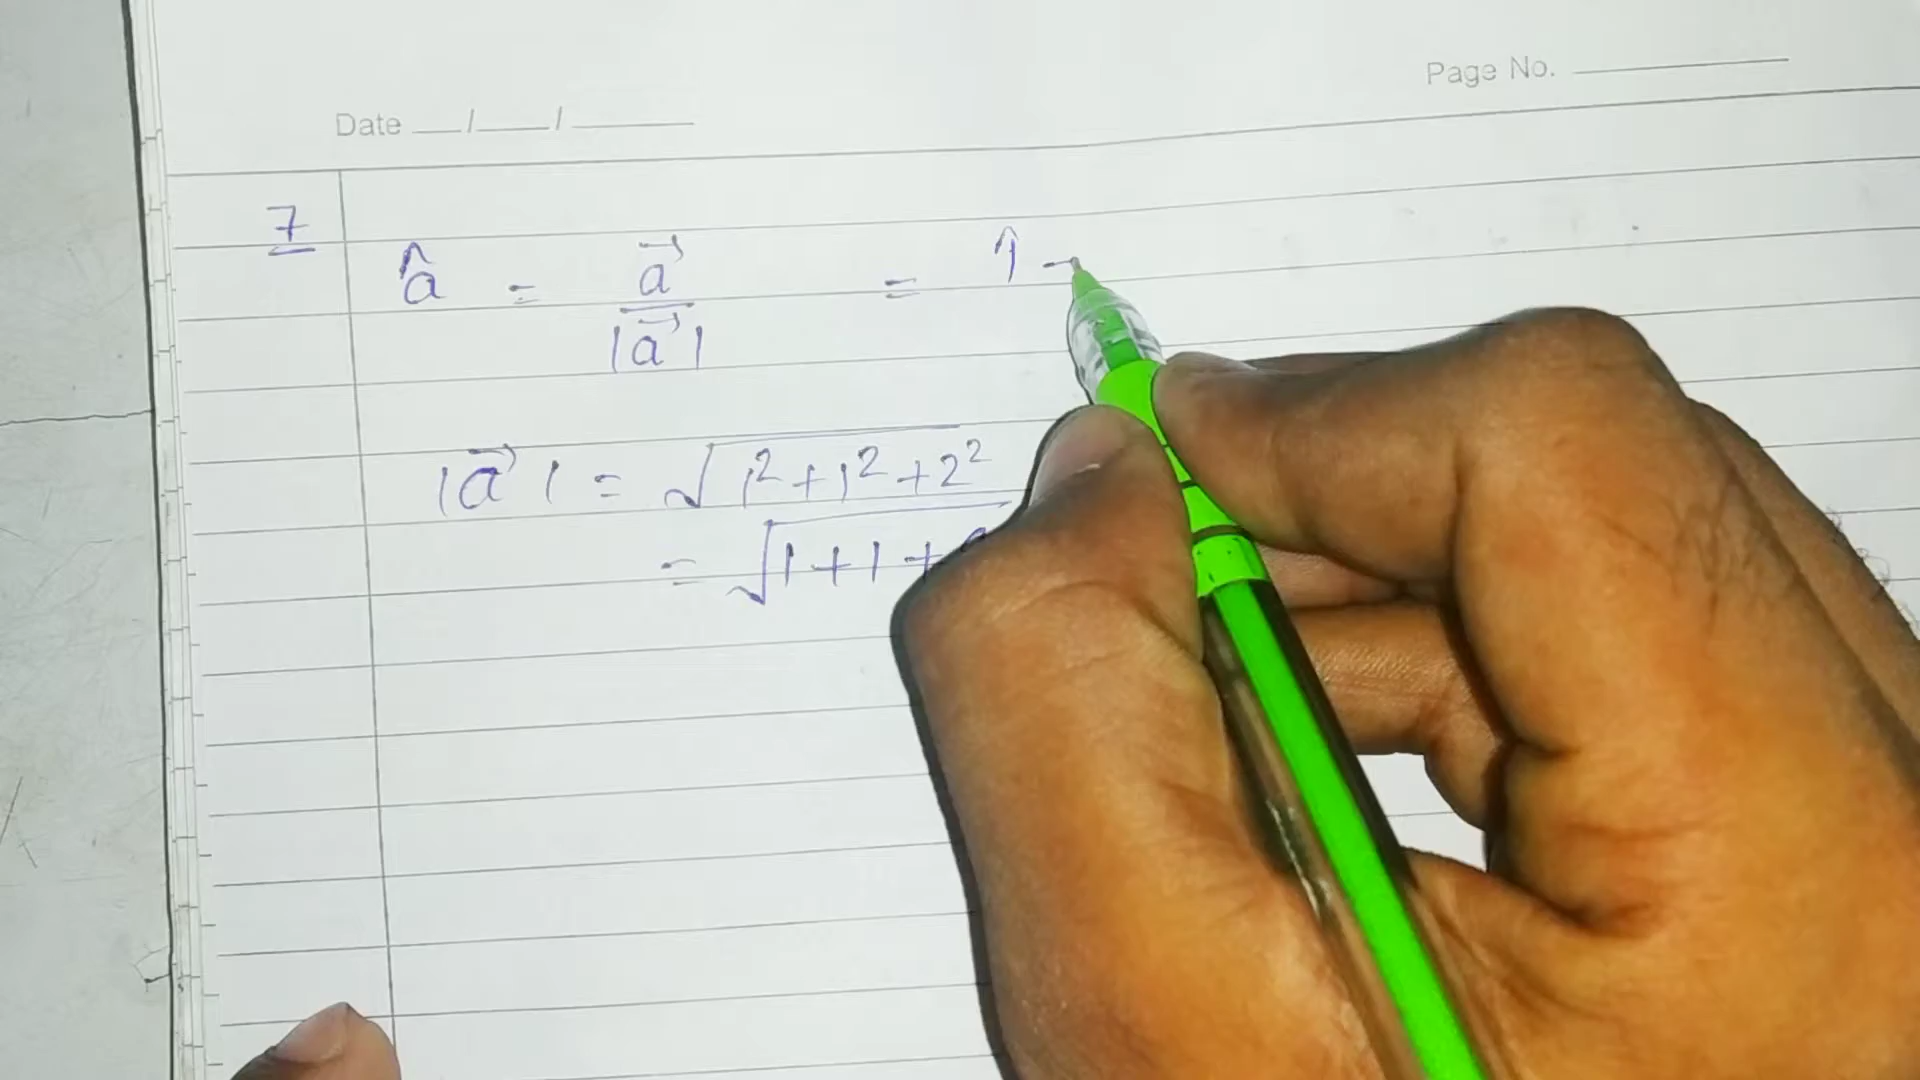 Page No.
Date / /
7
â = a⃗ / |a⃗| = î -
|a⃗| = √1²+1²+2²
= √1+1+